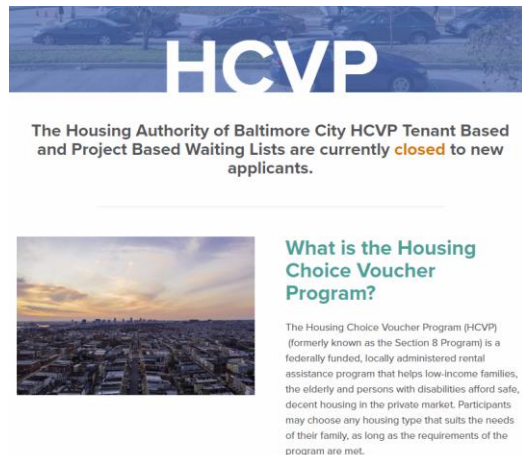 HCVP
The Housing Authority of Baltimore City HCVP Tenant Based
and Project Based Waiting Lists are currently closed to new
applicants.
What is the Housing
Choice Voucher
Program?
The Housing Choice Voucher Program (HCVP)
(formerly known as the Section 8 Program) is a
federally funded, locally administered rental
assistance program that helps low-income families,
the elderly and persons with disabilities afford safe,
decent housing in the private market. Participants
may choose any housing type that suits the needs
of their family, as long as the requirements of the
program are met.